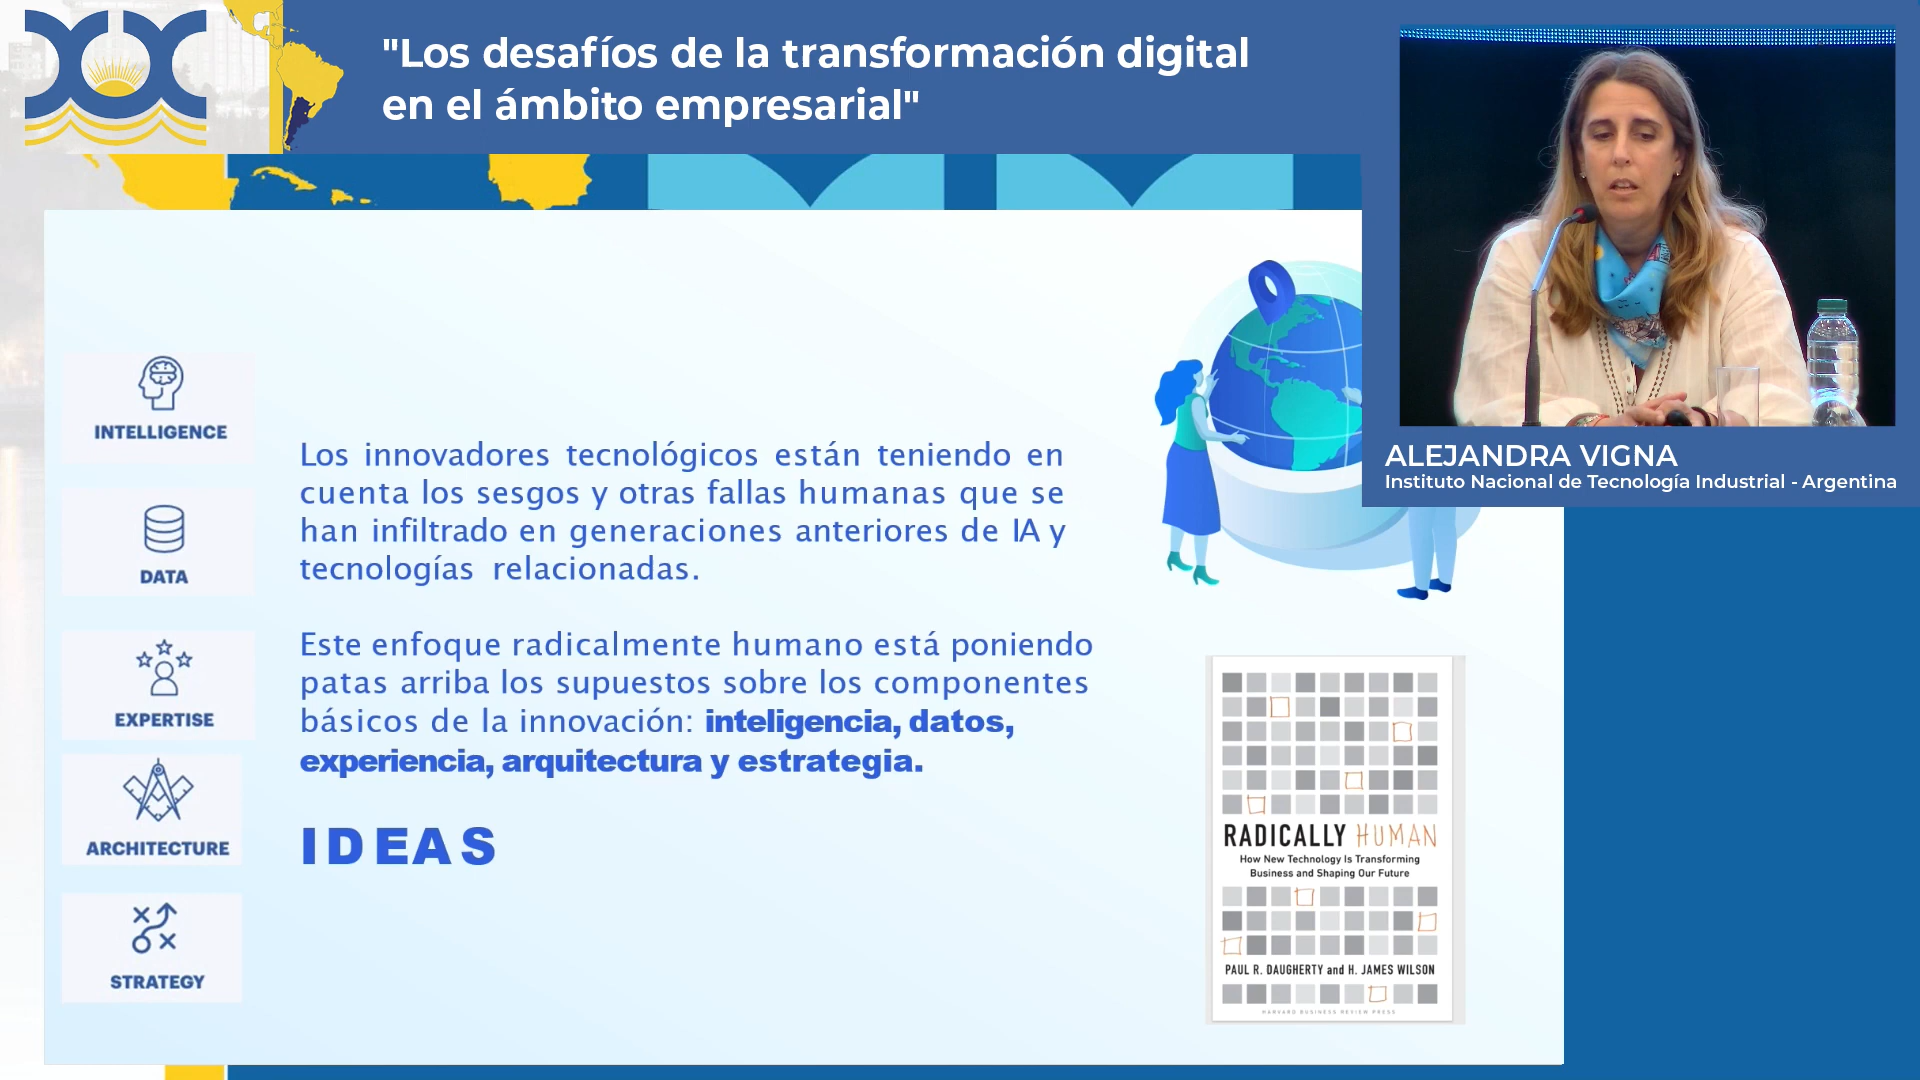 "Los desafíos de la transformación digital
en el ámbito empresarial"
ALEJANDRA VIGNA
Instituto Nacional de Tecnología Industrial - Argentina
INTELLIGENCE
DATA
EXPERTISE
ARCHITECTURE
STRATEGY
Los innovadores tecnológicos están teniendo en
cuenta los sesgos y otras fallas humanas que se
han infiltrado en generaciones anteriores de IA y
tecnologías relacionadas.
Este enfoque radicalmente humano está poniendo
patas arriba los supuestos sobre los componentes
básicos de la innovación: inteligencia, datos,
experiencia, arquitectura y estrategia.
IDEAS
RADICALLY HUMAN
How New Technology Is Transforming
Business and Shaping Our Future
PAUL R. DAUGHERTY and H. JAMES WILSON
HARVARD BUSINESS REVIEW PRESS